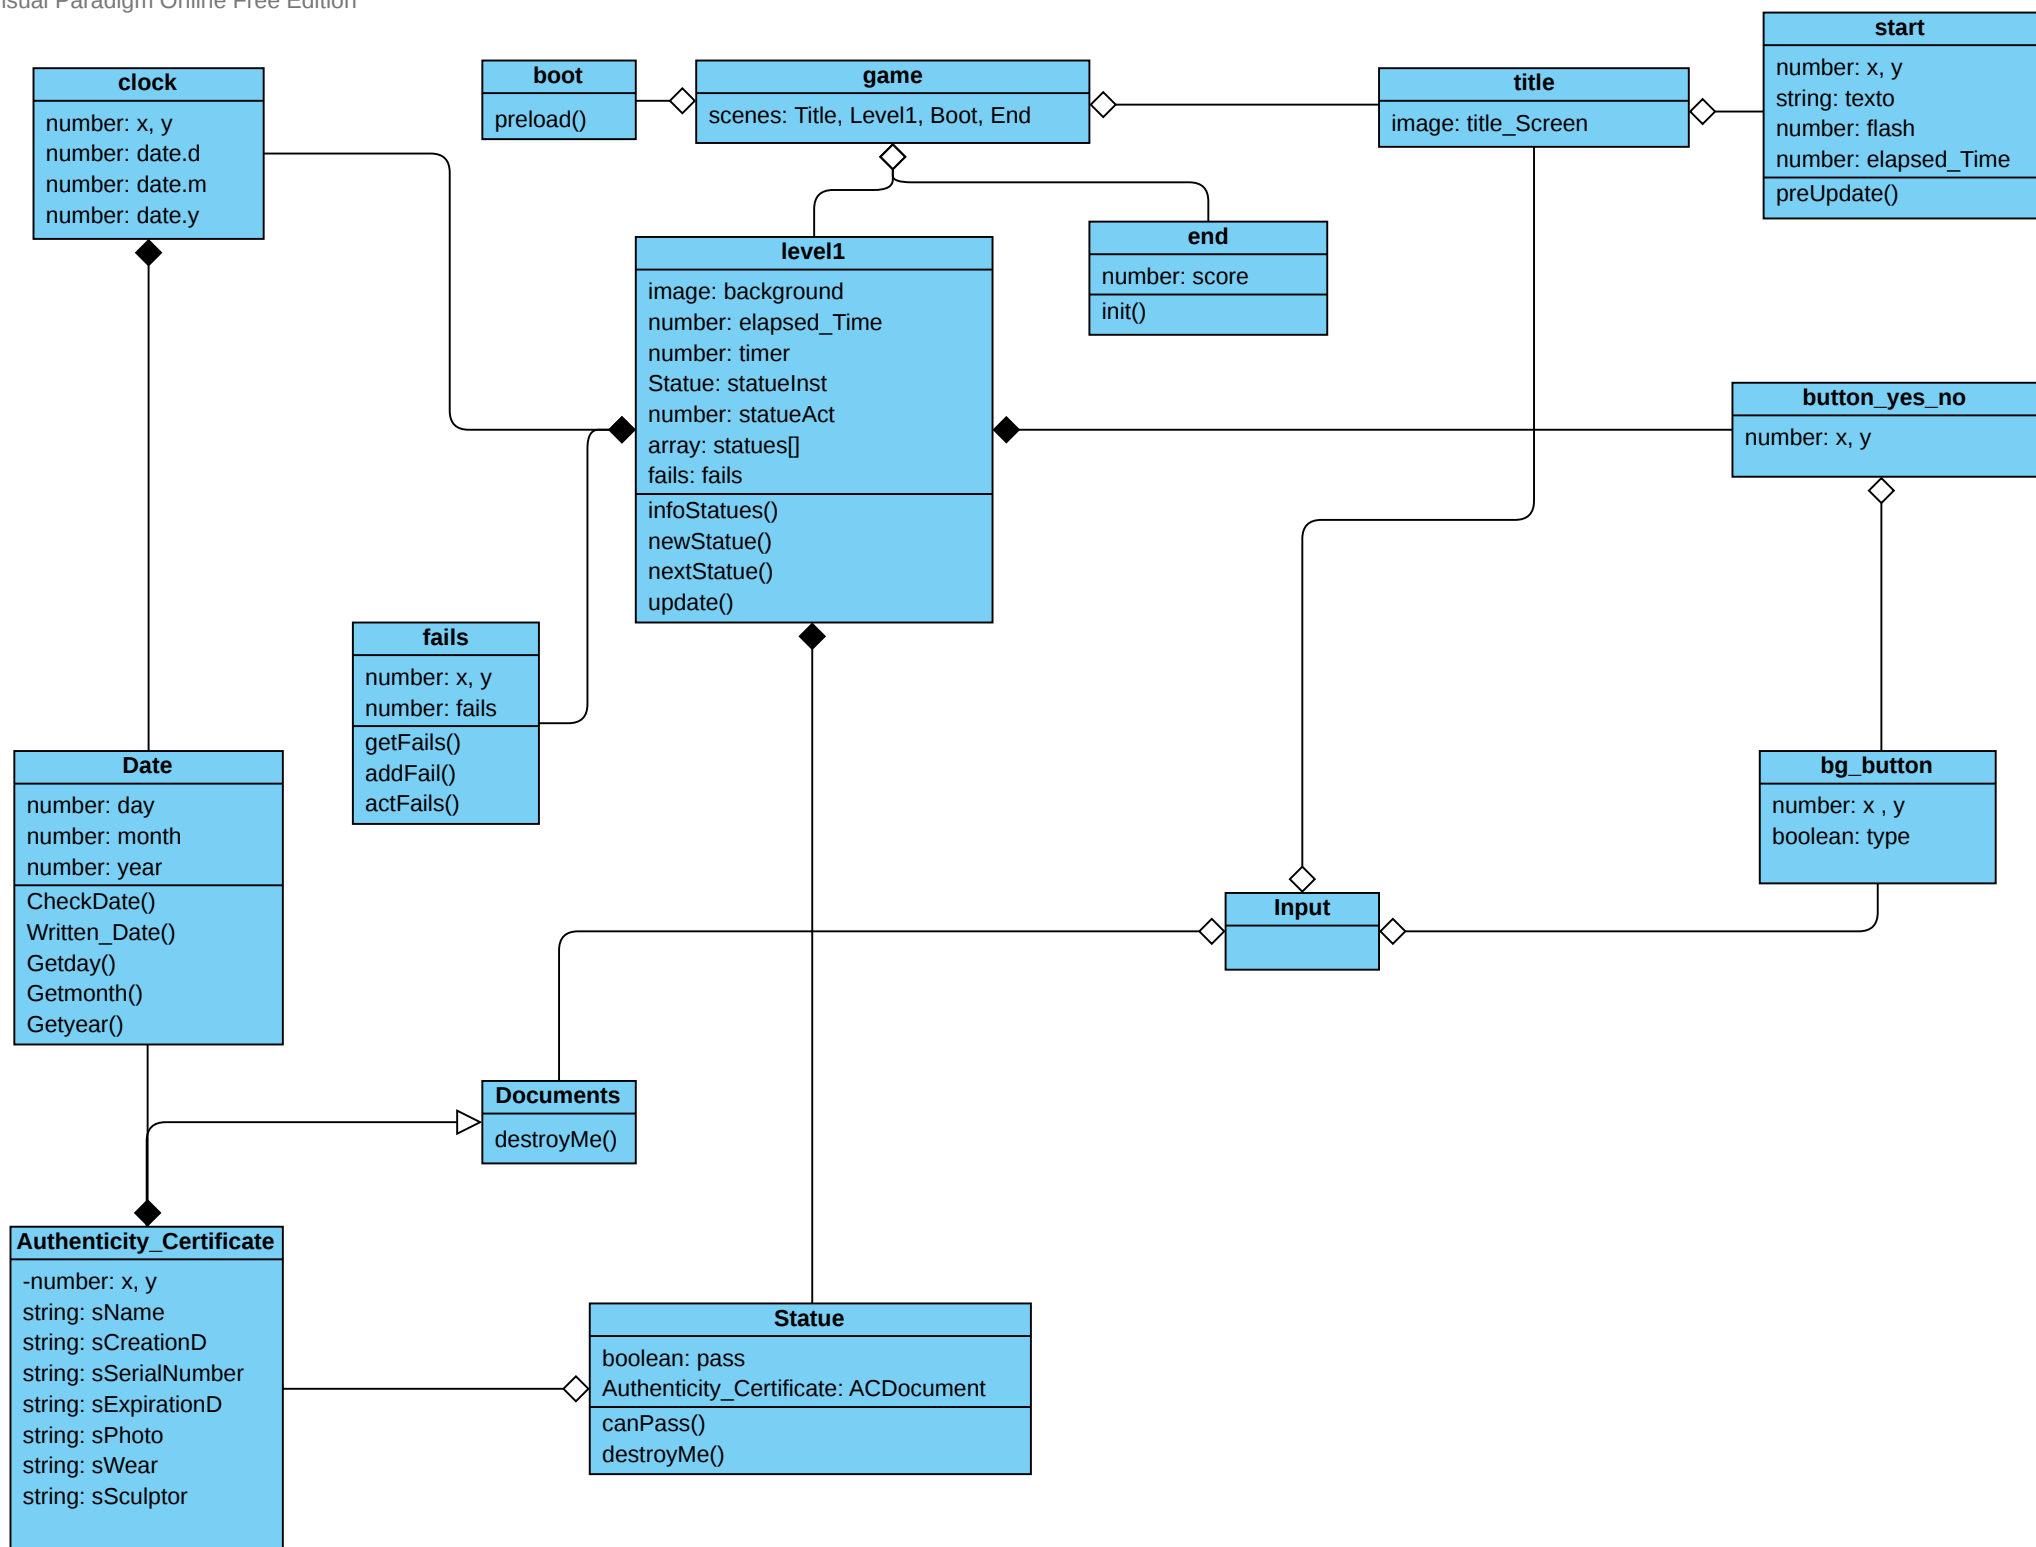 Paradigm Online Free Edition
clock
number: x, y
number: date.d
number: date.m
number: date.y
boot
preload()
game
scenes: Title, Level1, Boot, End
title
image: title_Screen
start
number: x, y
string: texto
number: flash
number: elapsed_Time
preUpdate()
level1
image: background
number: elapsed_Time
number: timer
Statue: statueInst
number: statueAct
array: statues[]
fails: fails
infoStatues()
newStatue()
nextStatue()
update()
end
number: score
init()
button_yes_no
number: x, y
fails
number: x, y
number: fails
getFails()
addFail()
actFails()
Date
number: day
number: month
number: year
CheckDate()
Written_Date()
Getday()
Getmonth()
Getyear()
bg_button
number: x , y
boolean: type
Input
Documents
destroyMe()
Authenticity_Certificate
-number: x, y
string: sName
string: sCreationD
string: sSerialNumber
string: sExpirationD
string: sPhoto
string: sWear
string: sSculptor
Statue
boolean: pass
Authenticity_Certificate: ACDocument
canPass()
destroyMe()